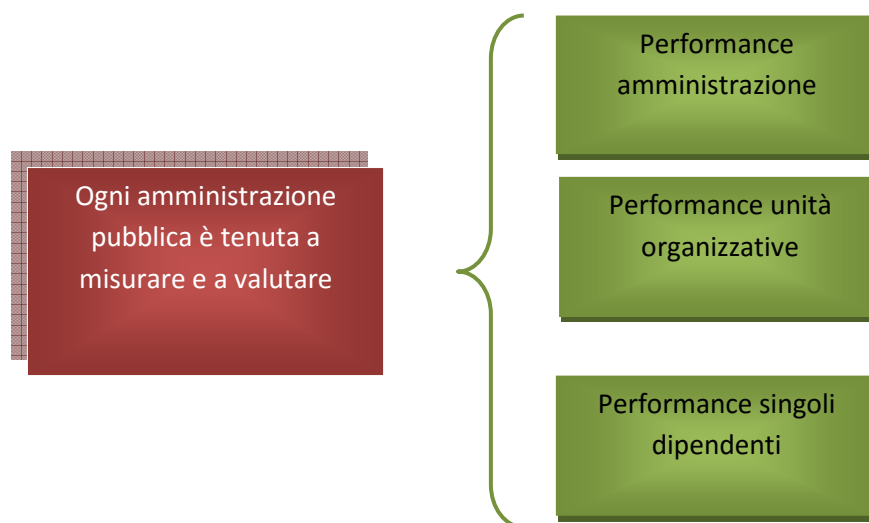 Ogni amministrazione
pubblica è tenuta a
misurare e a valutare
Performance
amministrazione
Performance unità
organizzative
Performance singoli
dipendenti